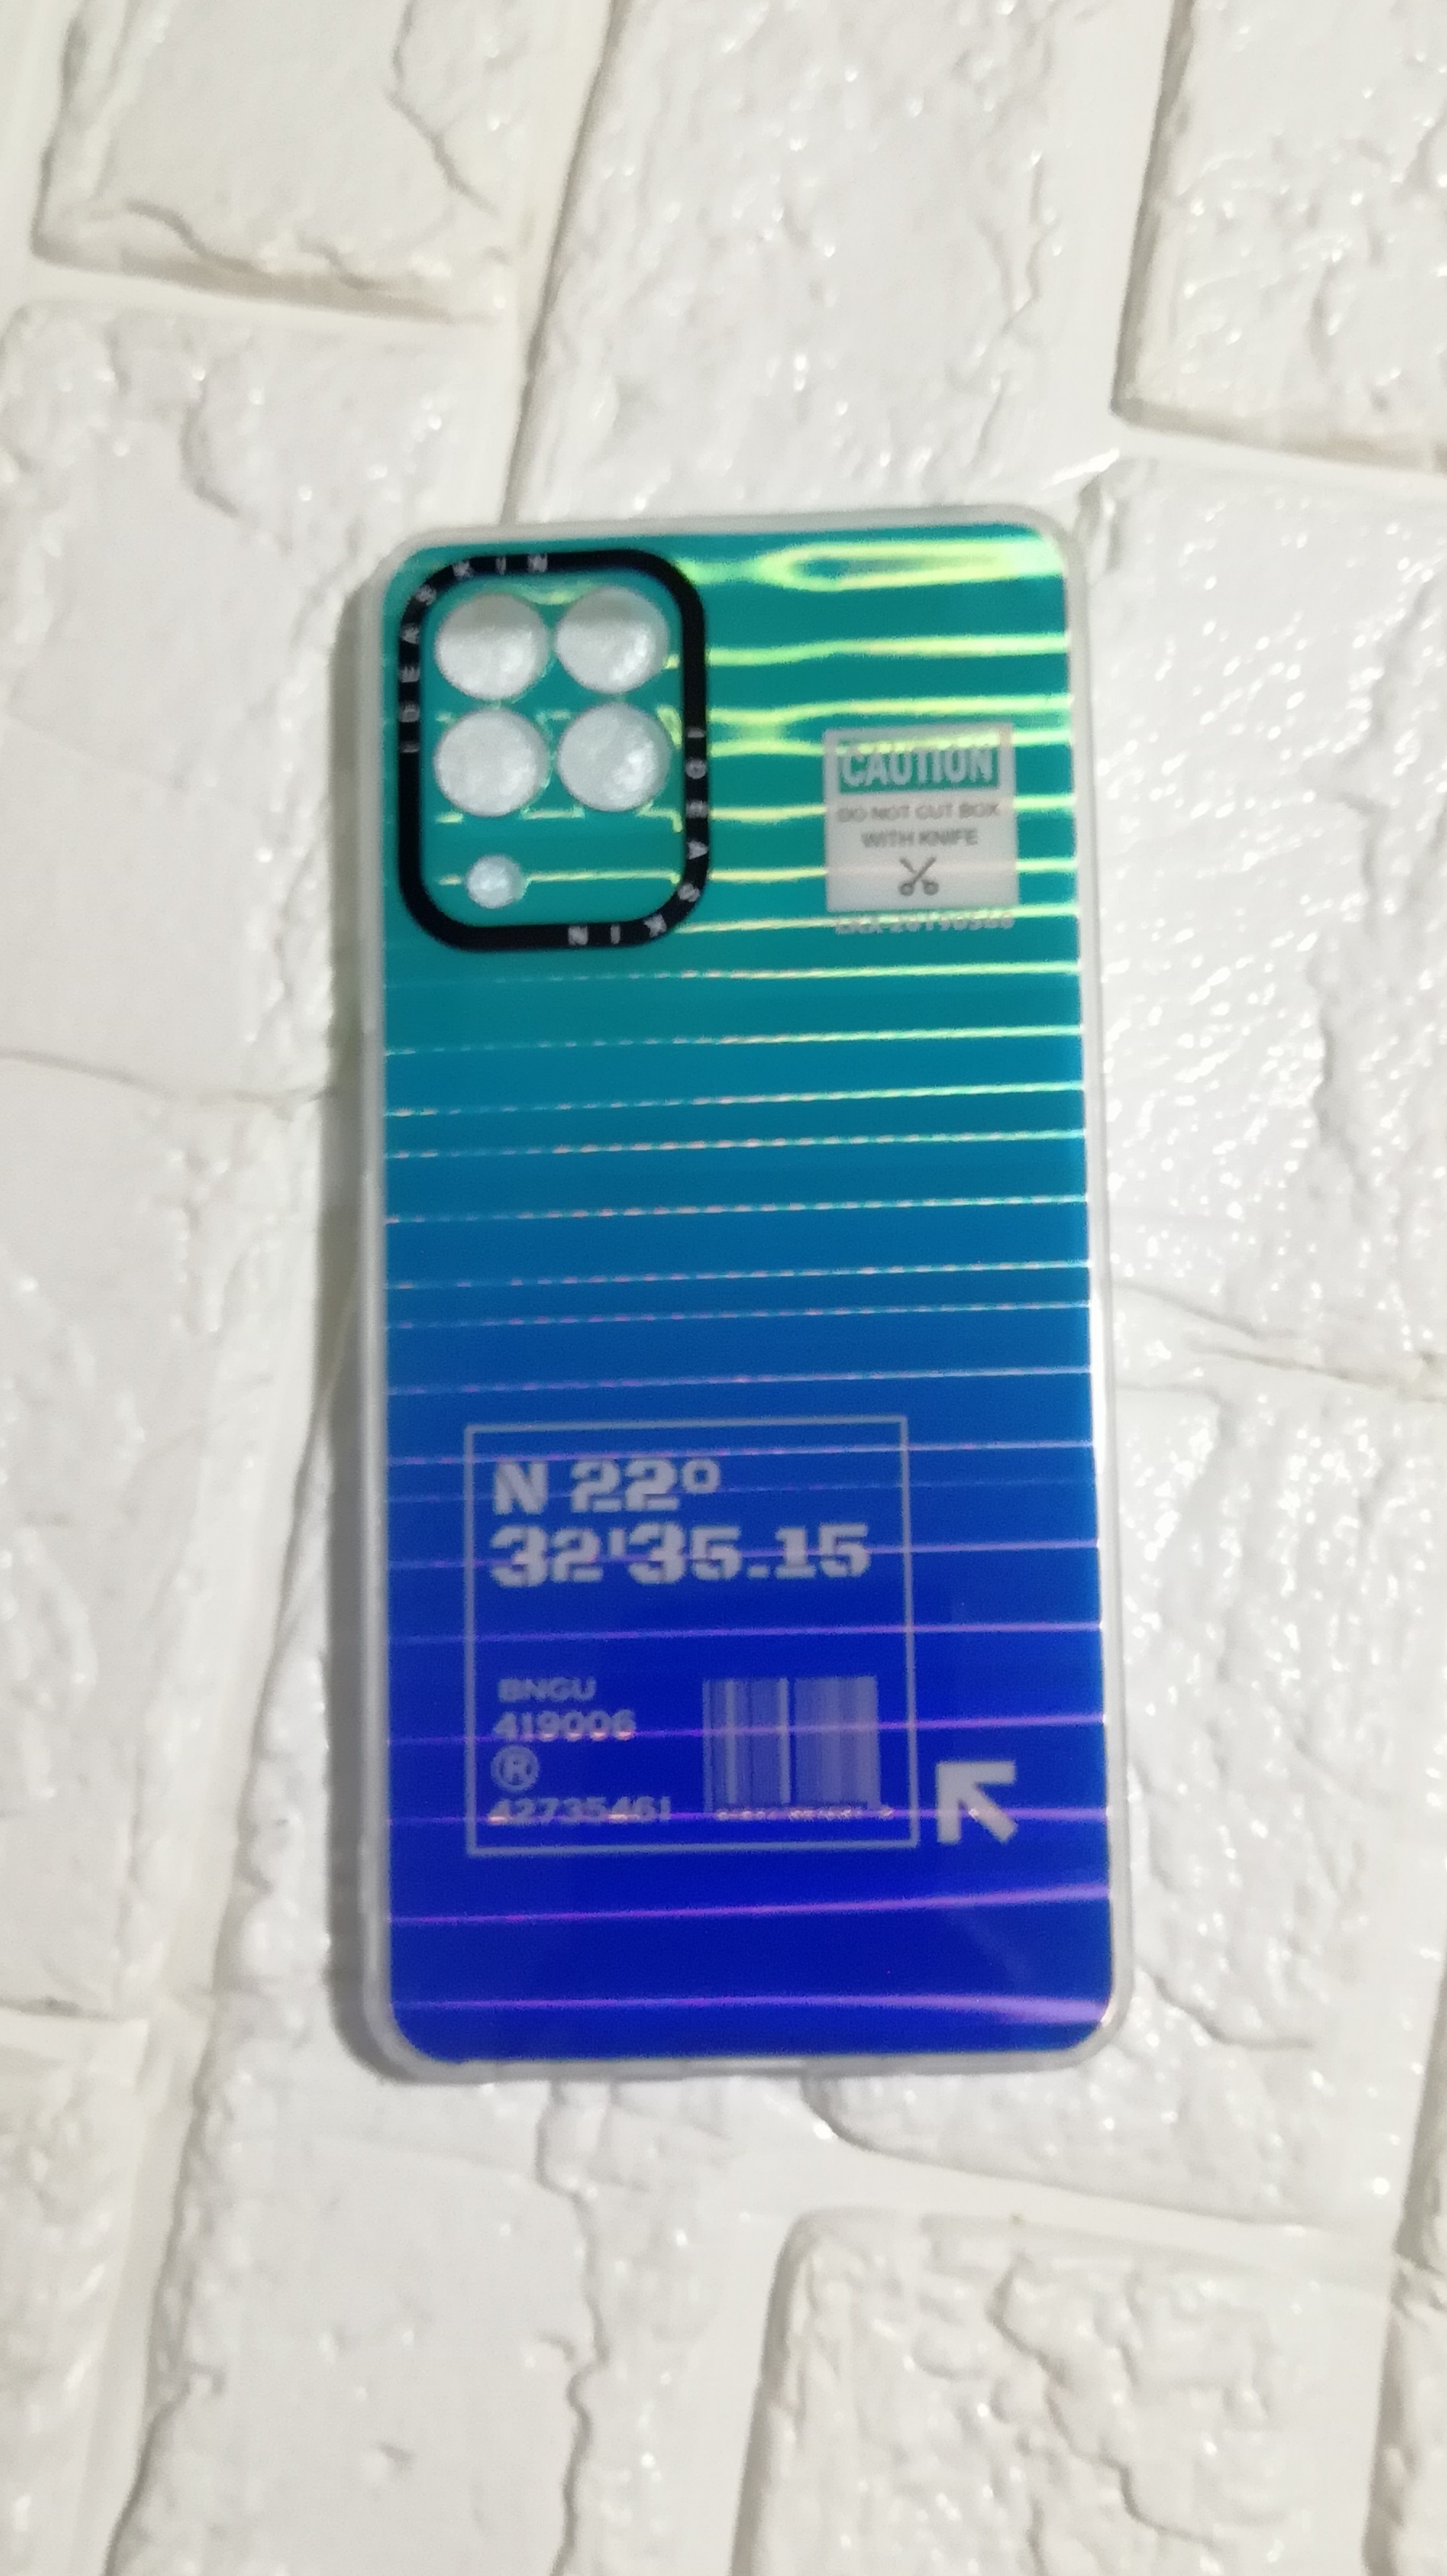 IDEASKIN
IDEASKIN
CAUTION
DO NOT CUT BOX
WITH KNIFE
N 22°
32'35.15
BNGU
419006
®
42735461